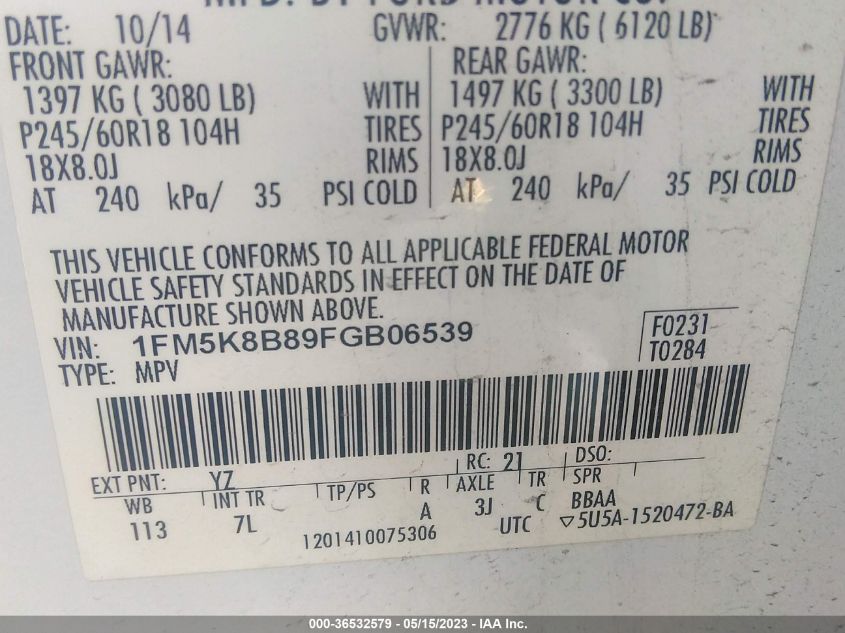 MFD. BY FORD MOTOR CO.
DATE: 10/14 GVWR: 2776 KG ( 6120 LB)
FRONT GAWR: REAR GAWR:
1397 KG ( 3080 LB) WITH 1497 KG ( 3300 LB) WITH
P245/60R18 104H TIRES P245/60R18 104H TIRES
18X8.0J RIMS 18X8.0J RIMS
AT 240 kPa/ 35 PSI COLD AT 240 kPa/ 35 PSI COLD
THIS VEHICLE CONFORMS TO ALL APPLICABLE FEDERAL MOTOR
VEHICLE SAFETY STANDARDS IN EFFECT ON THE DATE OF
MANUFACTURE SHOWN ABOVE.
VIN: 1FM5K8B89FGB06539 F0231
TYPE: MPV T0284
EXT PNT: YZ RC: 21 DSO:
WB INT TR TP/PS R AXLE TR SPR
113 7L A 3J C BBAA
1201410075306 UTC ▽5U5A-1520472-BA
000-36532579 - 05/15/2023 - IAA Inc.